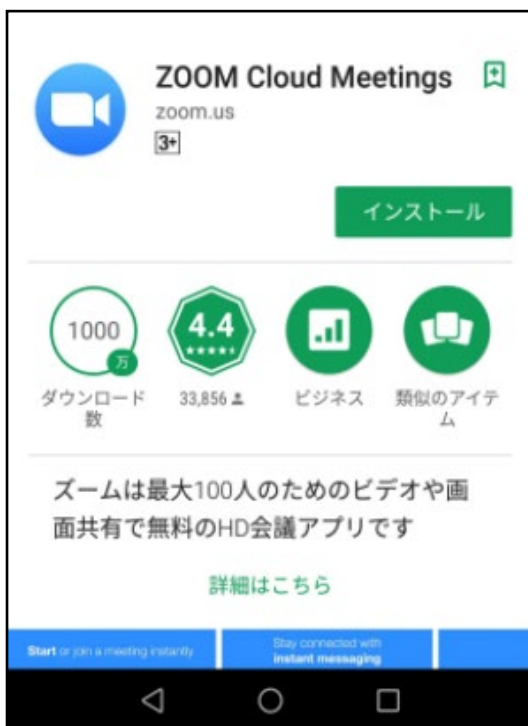 ZOOM Cloud Meetings
zoom.us
3+
インストール
1000
万
4.4
ダウンロード
数
33,856
ビジネス
類似のアイテ
ム
ズームは最大100人のためのビデオや画
面共有で無料のHD会議アプリです
詳細はこちら
Start or join a meeting instantly
Stay connected with
instant messaging